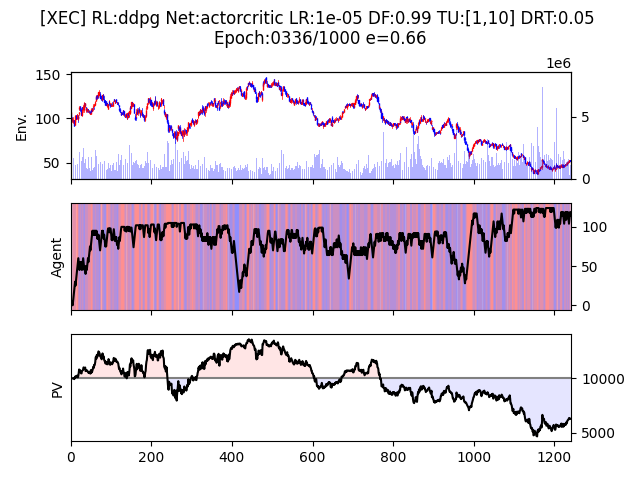 [XEC] RL:ddpg Net:actorcritic LR:1e-05 DF:0.99 TU:[1,10] DRT:0.05
Epoch:0336/1000 e=0.66
1e6
150
100
50
Env.
5
0
Agent
100
50
0
PV
10000
5000
0 200 400 600 800 1000 1200